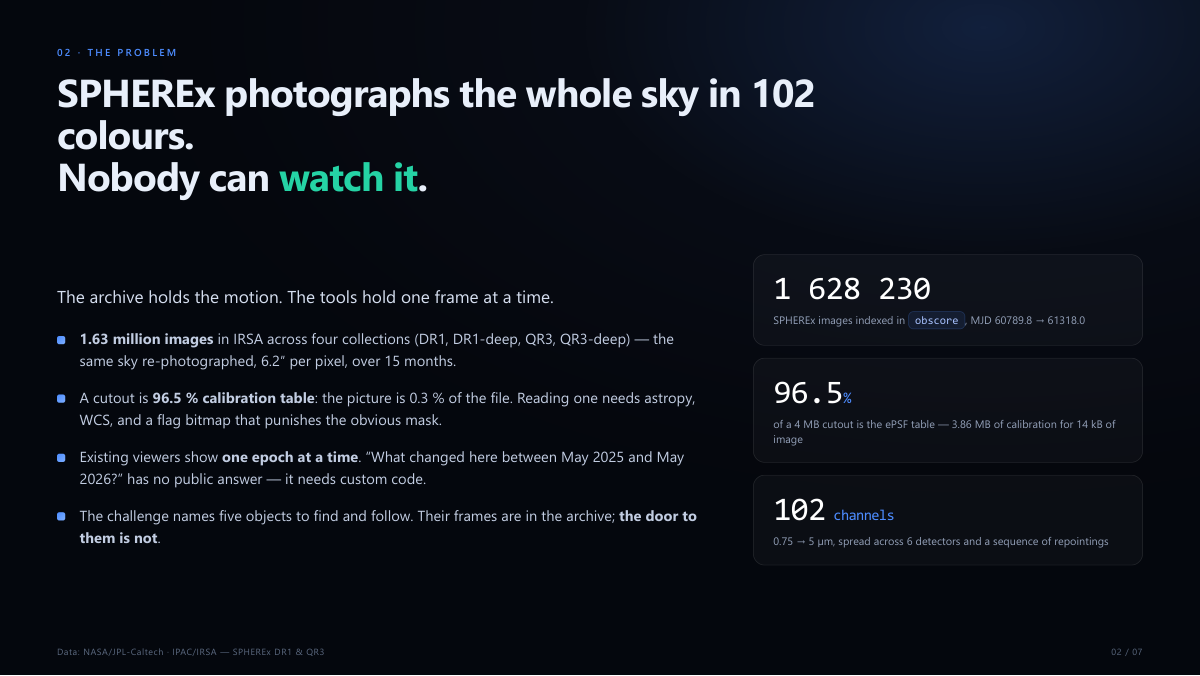 02 · THE PROBLEM
SPHEREx photographs the whole sky in 102
colours.
Nobody can watch it.
The archive holds the motion. The tools hold one frame at a time.
1.63 million images in IRSA across four collections (DR1, DR1-deep, QR3, QR3-deep) — the
same sky re-photographed, 6.2″ per pixel, over 15 months.
A cutout is 96.5 % calibration table: the picture is 0.3 % of the file. Reading one needs astropy,
WCS, and a flag bitmap that punishes the obvious mask.
Existing viewers show one epoch at a time. “What changed here between May 2025 and May
2026?” has no public answer — it needs custom code.
The challenge names five objects to find and follow. Their frames are in the archive; the door to
them is not.
1 628 230
SPHEREx images indexed in obscore, MJD 60789.8 → 61318.0
96.5%
of a 4 MB cutout is the ePSF table — 3.86 MB of calibration for 14 kB of
image
102 channels
0.75 → 5 µm, spread across 6 detectors and a sequence of repointings
Data: NASA/JPL-Caltech · IPAC/IRSA — SPHEREx DR1 & QR3
02 / 07